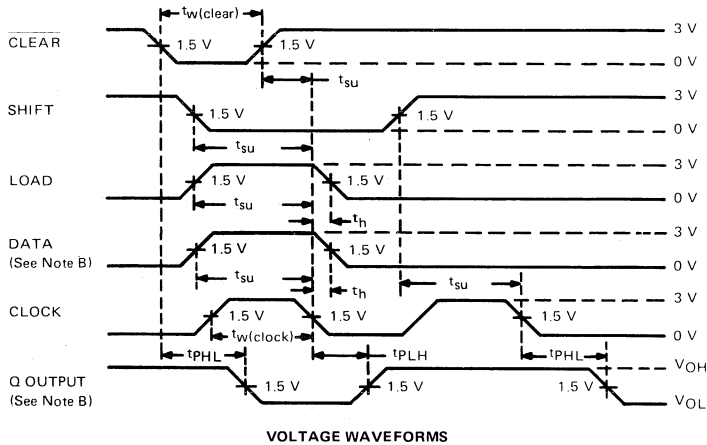 tw(clear)
CLEAR
1.5 V
1.5 V
3 V
0 V
tsu
SHIFT
1.5 V
1.5 V
3 V
0 V
tsu
LOAD
1.5 V
1.5 V
3 V
0 V
tsu
th
DATA
(See Note B)
1.5 V
1.5 V
3 V
0 V
tsu
th
tsu
CLOCK
1.5 V
1.5 V
1.5 V
3 V
0 V
tw(clock)
tPHL
tPLH
tPHL
Q OUTPUT
(See Note B)
1.5 V
1.5 V
1.5 V
VOH
VOL
VOLTAGE WAVEFORMS